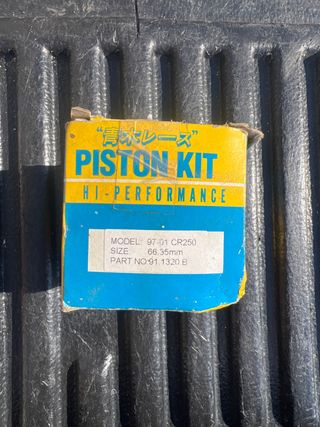 "青木レーズ"
PISTON KIT
HI-PERFORMANCE
MODEL: 97-01 CR250
SIZE: 66.35mm
PART NO:91.1320 B